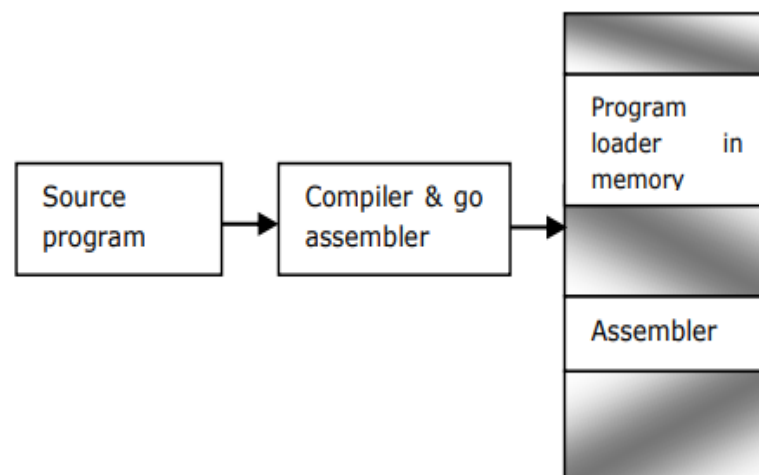 Source
program
Compiler & go
assembler
Program
loader in
memory
Assembler